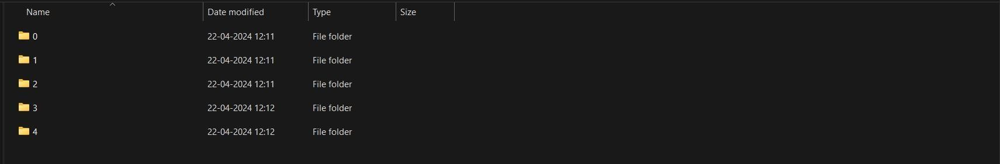 Name Date modified Type Size
0 22-04-2024 12:11 File folder
1 22-04-2024 12:11 File folder
2 22-04-2024 12:11 File folder
3 22-04-2024 12:12 File folder
4 22-04-2024 12:12 File folder